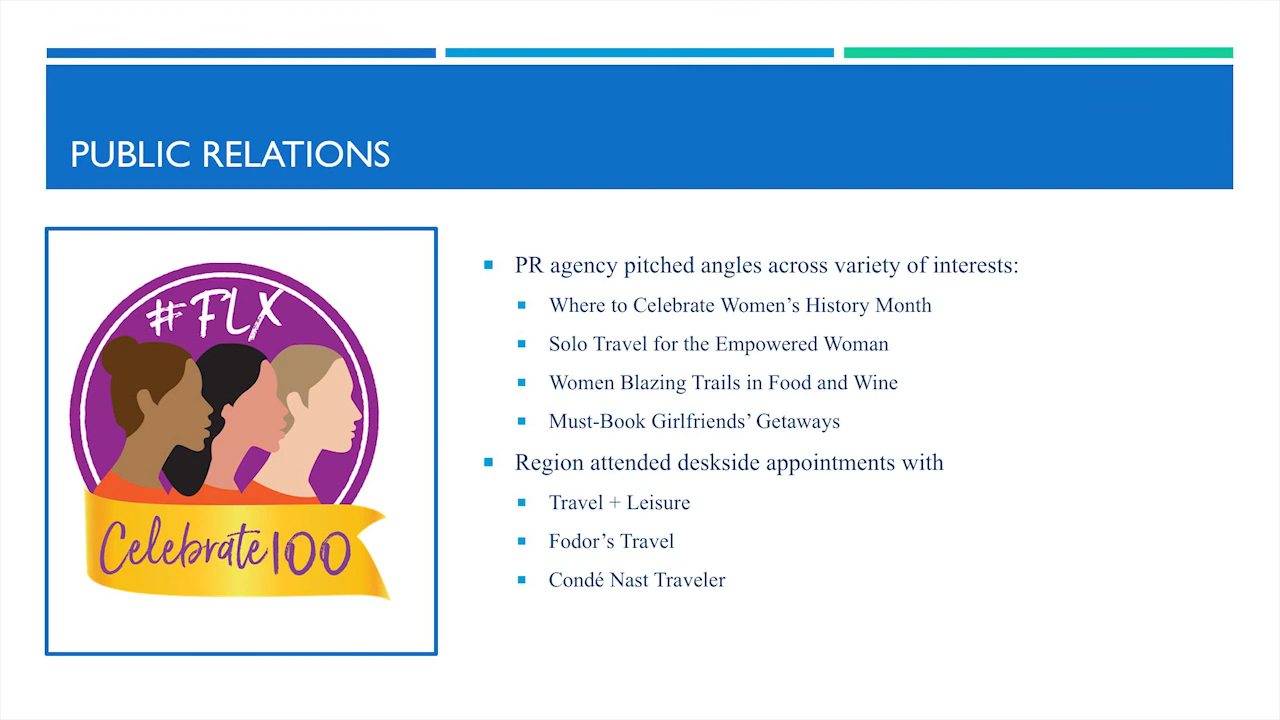 PUBLIC RELATIONS
#FLX
Celebrate100
PR agency pitched angles across variety of interests:
Where to Celebrate Women’s History Month
Solo Travel for the Empowered Woman
Women Blazing Trails in Food and Wine
Must-Book Girlfriends’ Getaways
Region attended deskside appointments with
Travel + Leisure
Fodor’s Travel
Condé Nast Traveler